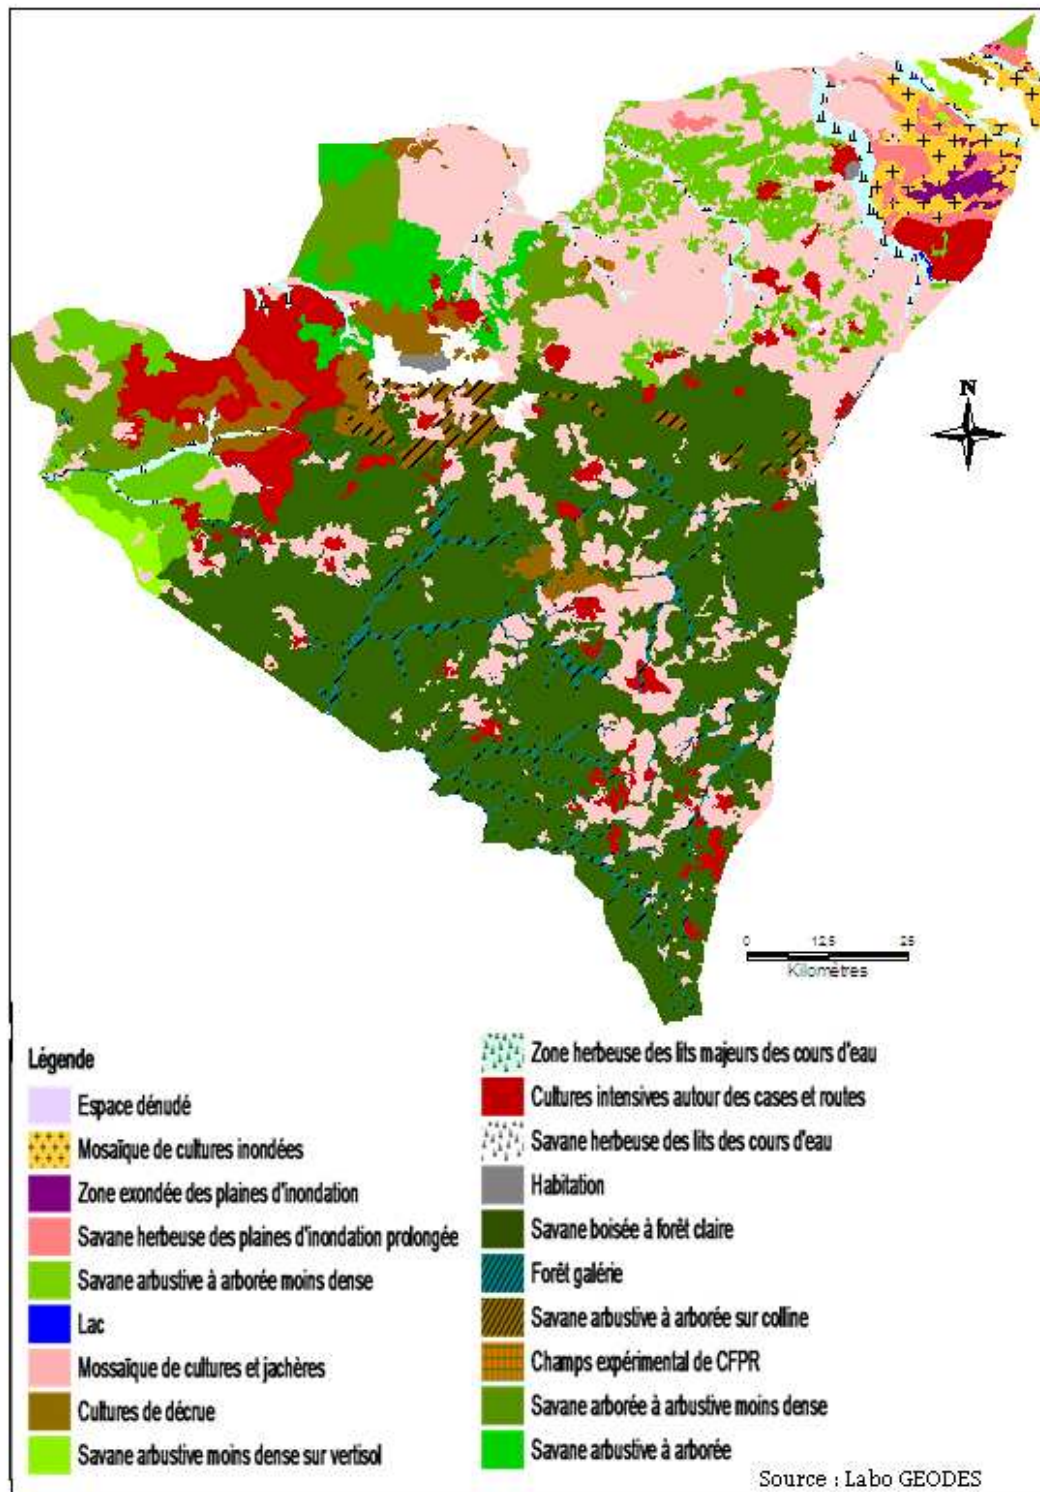 N
0 12.5 25
Kilomètres
Légende
Espace dénudé
Mosaïque de cultures inondées
Zone exondée des plaines d'inondation
Savane herbeuse des plaines d'inondation prolongée
Savane arbustive à arborée moins dense
Lac
Mossaïque de cultures et jachères
Cultures de décrue
Savane arbustive moins dense sur vertisol
Zone herbeuse des lits majeurs des cours d'eau
Cultures intensives autour des cases et routes
Savane herbeuse des lits des cours d'eau
Habitation
Savane boisée à forêt claire
Forêt galérie
Savane arbustive à arborée sur colline
Champs expérimental de CFPR
Savane arborée à arbustive moins dense
Savane arbustive à arborée
Source : Labo GEODES